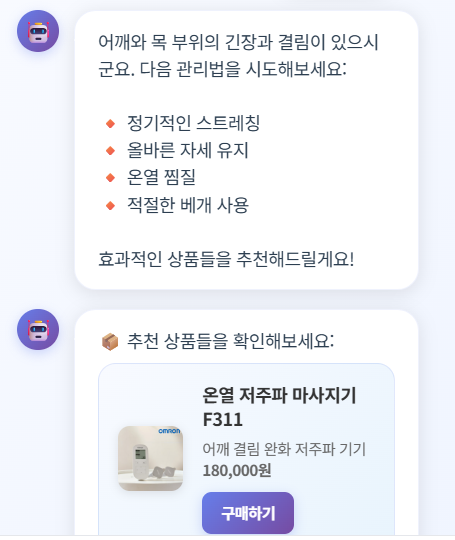 어깨와 목 부위의 긴장과 결림이 있으시
군요. 다음 관리법을 시도해보세요:
🔸 정기적인 스트레칭
🔸 올바른 자세 유지
🔸 온열 찜질
🔸 적절한 베개 사용
효과적인 상품들을 추천해드릴게요!
📦 추천 상품들을 확인해보세요:
온열 저주파 마사지기
F311
OMRON
어깨 결림 완화 저주파 기기
180,000원
구매하기